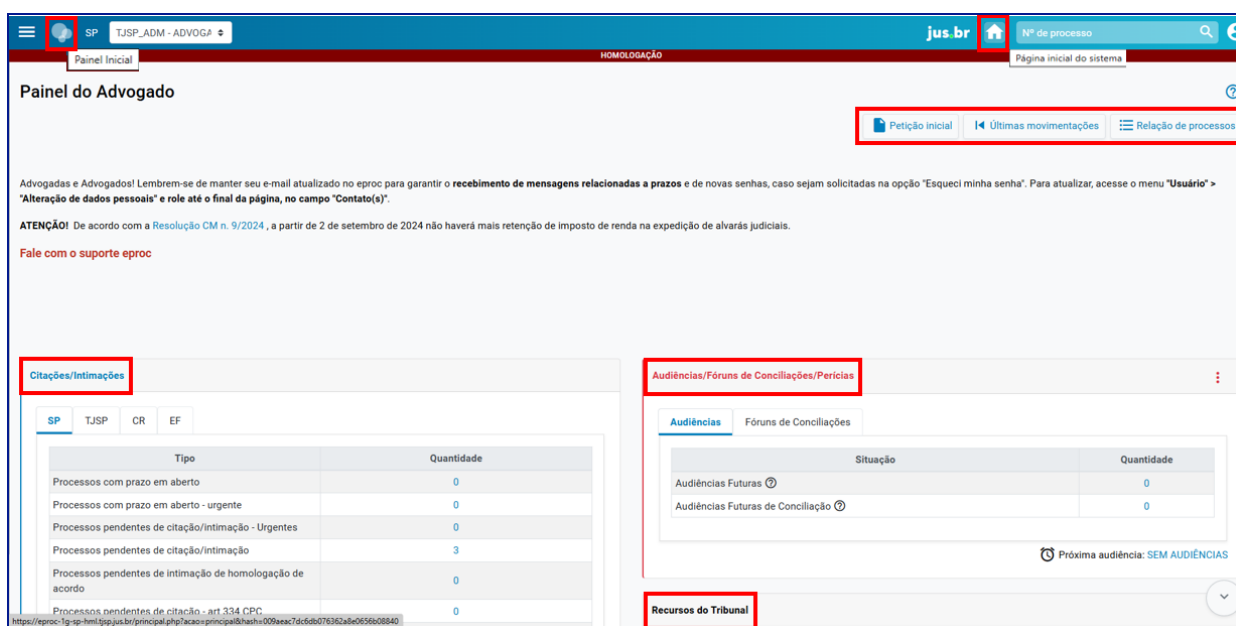 SP TJSP_ADM - ADVOGA jus.br Nº de processo
Painel Inicial HOMOLOGAÇÃO Página inicial do sistema
Painel do Advogado
Petição inicial Últimas movimentações Relação de processos
Advogadas e Advogados! Lembrem-se de manter seu e-mail atualizado no eproc para garantir o recebimento de mensagens relacionadas a prazos e de novas senhas, caso sejam solicitadas na opção "Esqueci minha senha". Para atualizar, acesse o menu "Usuário" >
"Alteração de dados pessoais" e role até o final da página, no campo "Contato(s)".
ATENÇÃO! De acordo com a Resolução CM n. 9/2024 , a partir de 2 de setembro de 2024 não haverá mais retenção de imposto de renda na expedição de alvarás judiciais.
Fale com o suporte eproc
Citações/Intimações
SP TJSP CR EF
Tipo Quantidade
Processos com prazo em aberto 0
Processos com prazo em aberto - urgente 0
Processos pendentes de citação/intimação - Urgentes 0
Processos pendentes de citação/intimação 3
Processos pendentes de intimação de homologação de
acordo 0
Processos pendentes de citação - art 334 CPC 0
https://eproc-1g-sp-hml.tjsp.jus.br/principal.php?acao=principal&hash=009aeac7dc6db076362a8e0656b08840
Audiências/Fóruns de Conciliações/Perícias
Audiências Fóruns de Conciliações
Situação Quantidade
Audiências Futuras 0
Audiências Futuras de Conciliação 0
Próxima audiência: SEM AUDIÊNCIAS
Recursos do Tribunal